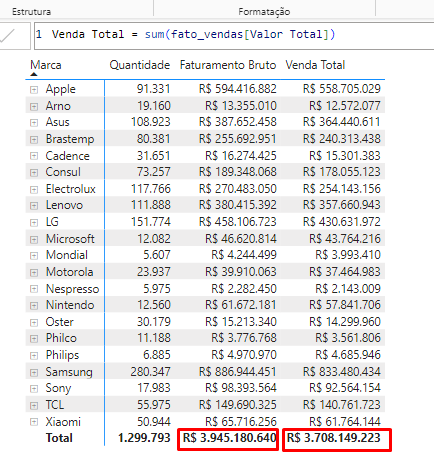 Estrutura Formatação
1 Venda Total = sum(fato_vendas[Valor Total])
Marca Quantidade Faturamento Bruto Venda Total
Apple 91.331 R$ 594.416.882 R$ 558.705.029
Arno 19.160 R$ 13.355.010 R$ 12.572.077
Asus 108.923 R$ 387.652.458 R$ 364.440.611
Brastemp 80.381 R$ 255.692.951 R$ 240.313.438
Cadence 31.651 R$ 16.274.425 R$ 15.301.383
Consul 73.257 R$ 189.348.068 R$ 178.055.123
Electrolux 117.766 R$ 270.483.050 R$ 254.143.156
Lenovo 111.888 R$ 380.415.392 R$ 357.660.943
LG 151.774 R$ 458.106.723 R$ 430.631.972
Microsoft 12.082 R$ 46.620.814 R$ 43.764.216
Mondial 5.607 R$ 4.244.499 R$ 3.993.410
Motorola 23.937 R$ 39.910.063 R$ 37.464.983
Nespresso 5.975 R$ 2.282.450 R$ 2.143.009
Nintendo 12.560 R$ 61.672.181 R$ 57.841.706
Oster 30.179 R$ 15.213.340 R$ 14.299.960
Philco 11.188 R$ 3.776.768 R$ 3.561.806
Philips 6.885 R$ 4.970.970 R$ 4.685.946
Samsung 280.347 R$ 886.944.451 R$ 833.480.434
Sony 17.983 R$ 98.393.564 R$ 92.564.154
TCL 55.975 R$ 149.690.325 R$ 140.761.723
Xiaomi 50.944 R$ 65.716.256 R$ 61.764.144
Total 1.299.793 R$ 3.945.180.640 R$ 3.708.149.223